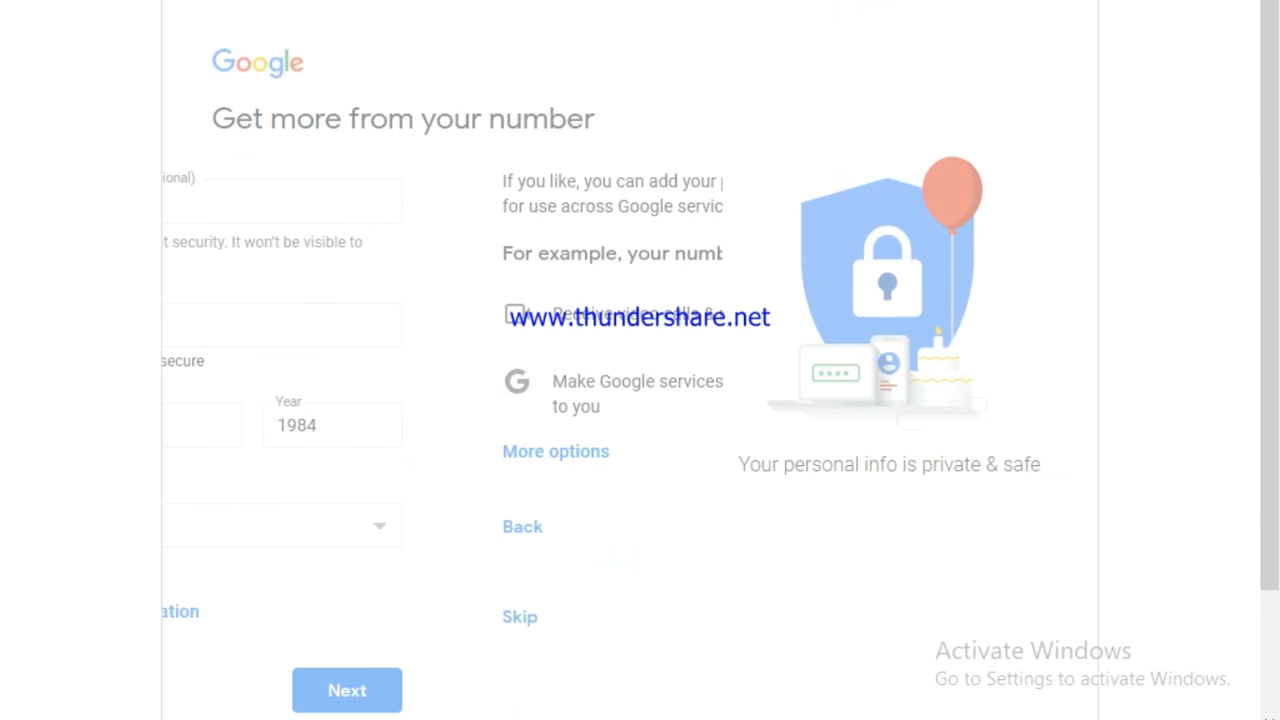 Google
Get more from your number
ional)
t security. It won't be visible to
secure
Year
1984
ation
Next
If you like, you can add your
for use across Google servic
For example, your numb
Receive video calls &
www.thundershare.net
Make Google services
to you
More options
Back
Skip
****
Your personal info is private & safe
Activate Windows
Go to Settings to activate Windows.